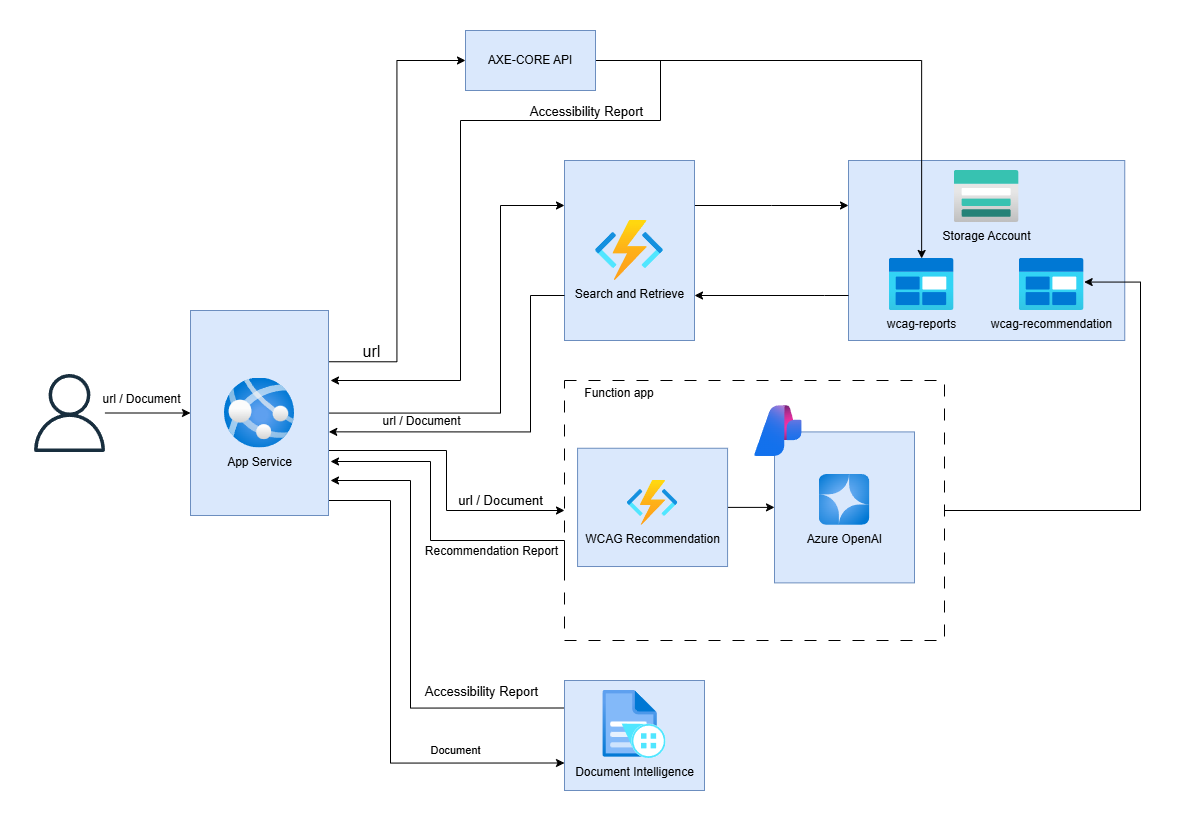 AXE-CORE API
Accessibility Report
Storage Account
Search and Retrieve
wcag-reports
wcag-recommendation
url
Function app
url / Document
url / Document
App Service
url / Document
WCAG Recommendation
Azure OpenAI
Recommendation Report
Accessibility Report
Document
Document Intelligence